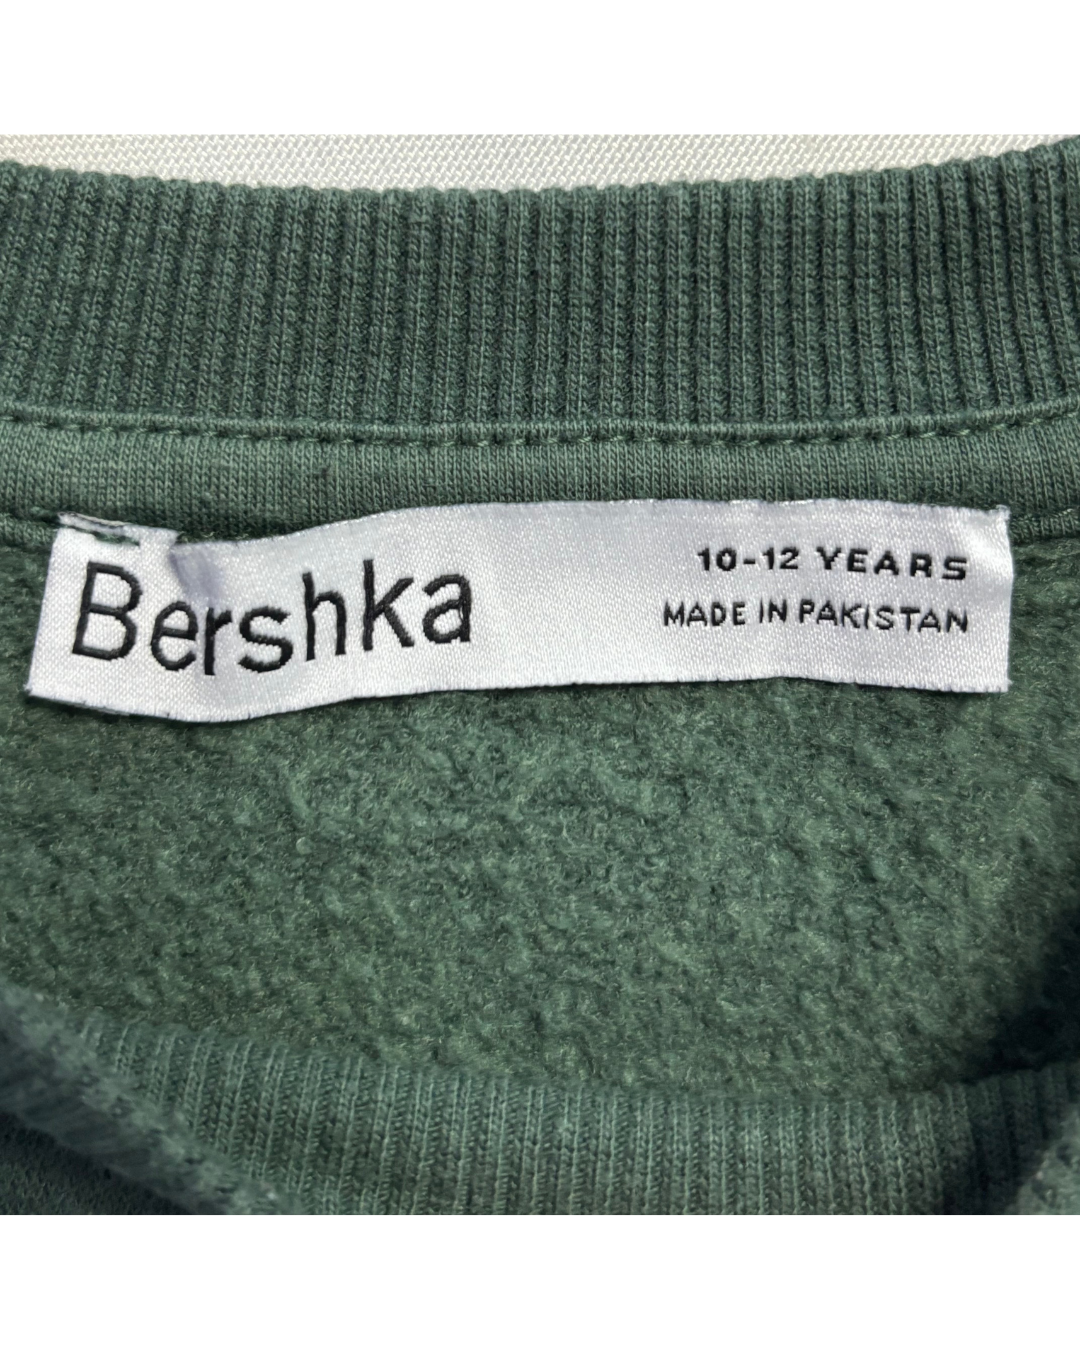 Bershka
10-12 YEARS
MADE IN PAKISTAN